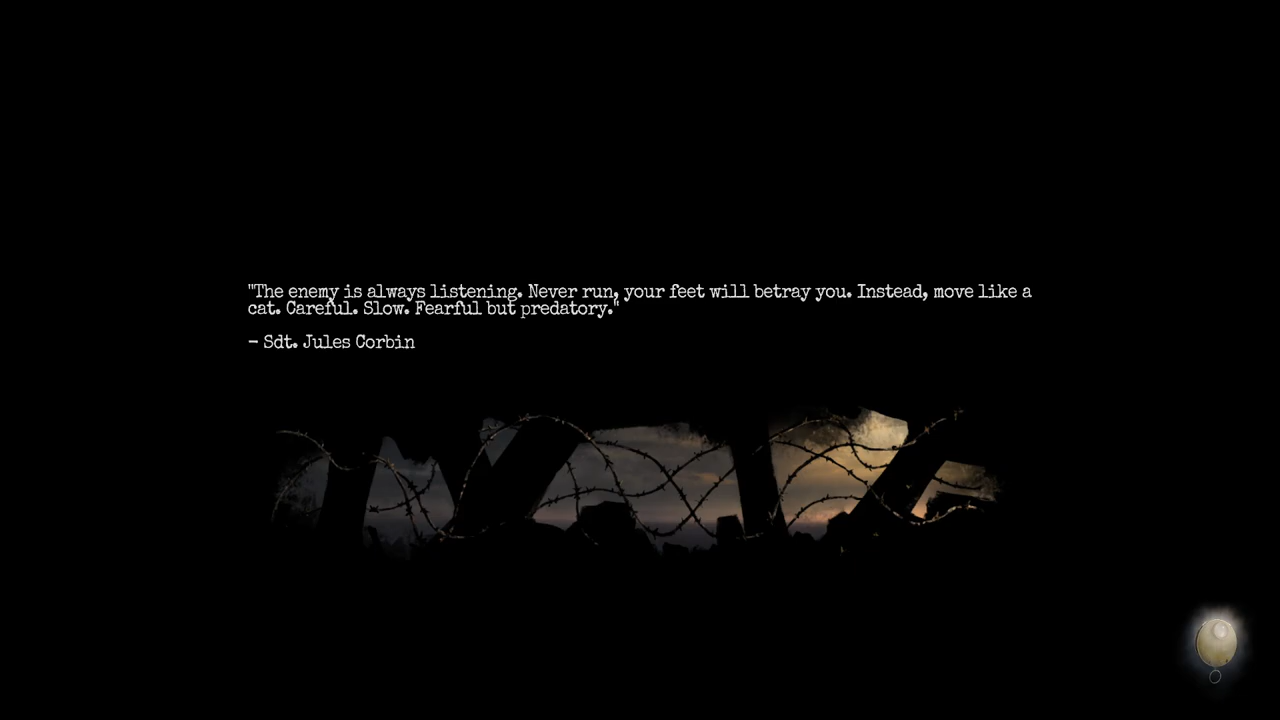 "The enemy is always listening. Never run, your feet will betray you. Instead, move like a
cat. Careful. Slow. Fearful but predatory."
- Sdt. Jules Corbin